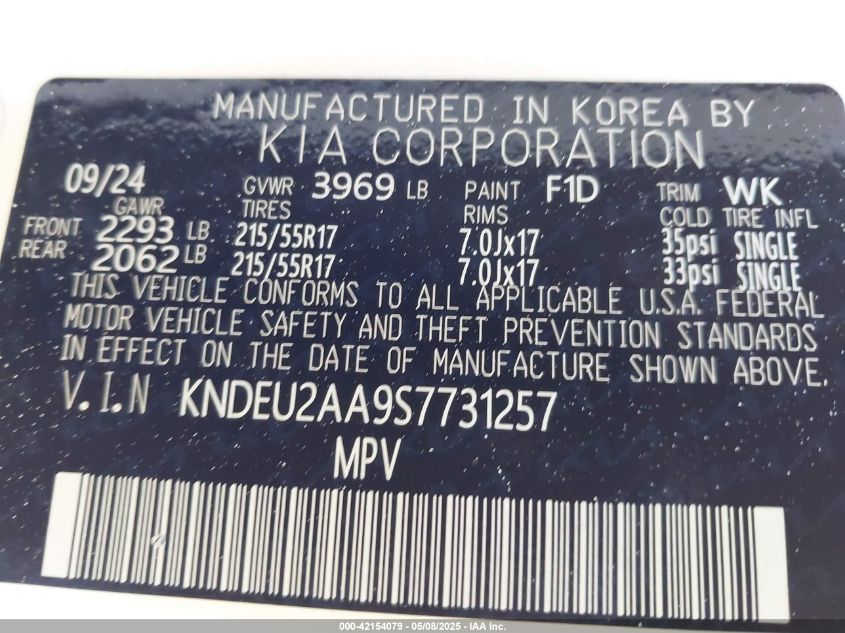 MANUFACTURED IN KOREA BY
KIA CORPORATION
09/24 GVWR 3969 LB PAINT F1D TRIM WK
GAWR TIRES RIMS COLD TIRE INFL
FRONT 2293 LB 215/55R17 7.0Jx17 35psi SINGLE
REAR 2062 LB 215/55R17 7.0Jx17 33psi SINGLE
THIS VEHICLE CONFORMS TO ALL APPLICABLE U.S.A. FEDERAL
MOTOR VEHICLE SAFETY AND THEFT PREVENTION STANDARDS
IN EFFECT ON THE DATE OF MANUFACTURE SHOWN ABOVE.
V.I.N KNDEU2AA9S7731257
MPV
000-42154079 - 05/08/2025 - IAA Inc.